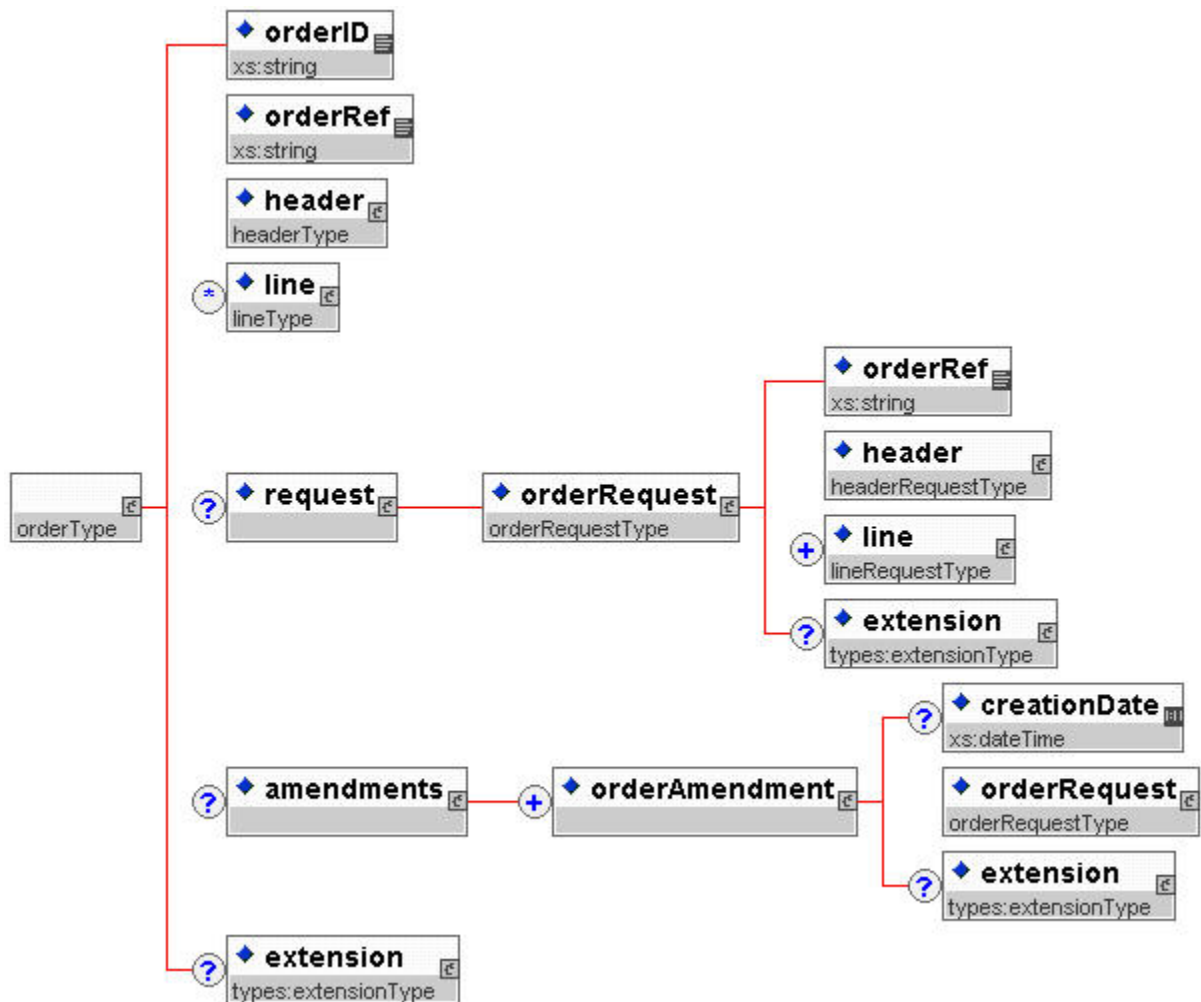 orderID
xs:string
orderRef
xs:string
header
headerType
*
line
lineType
orderType
?
request
orderRequest
orderRequestType
orderRef
xs:string
header
headerRequestType
+
line
lineRequestType
?
extension
types:extensionType
?
amendments
+
orderAmendment
?
creationDate
xs:dateTime
orderRequest
orderRequestType
?
extension
types:extensionType
?
extension
types:extensionType